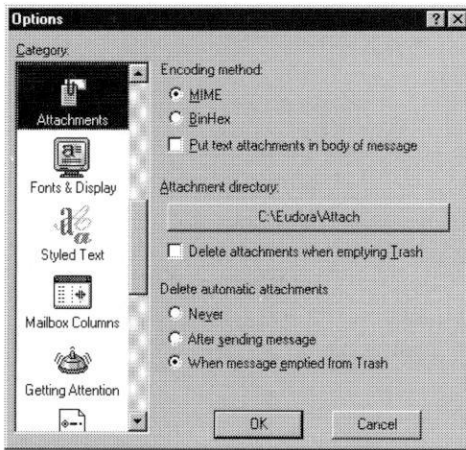 Options
Category:
Attachments
Fonts & Display
Styled Text
Mailbox Columns
Getting Attention
Encoding method:
MIME
BinHex
Put text attachments in body of message
Attachment directory:
C:\Eudora\Attach
Delete attachments when emptying Trash
Delete automatic attachments
Never
After sending message
When message emptied from Trash
OK
Cancel